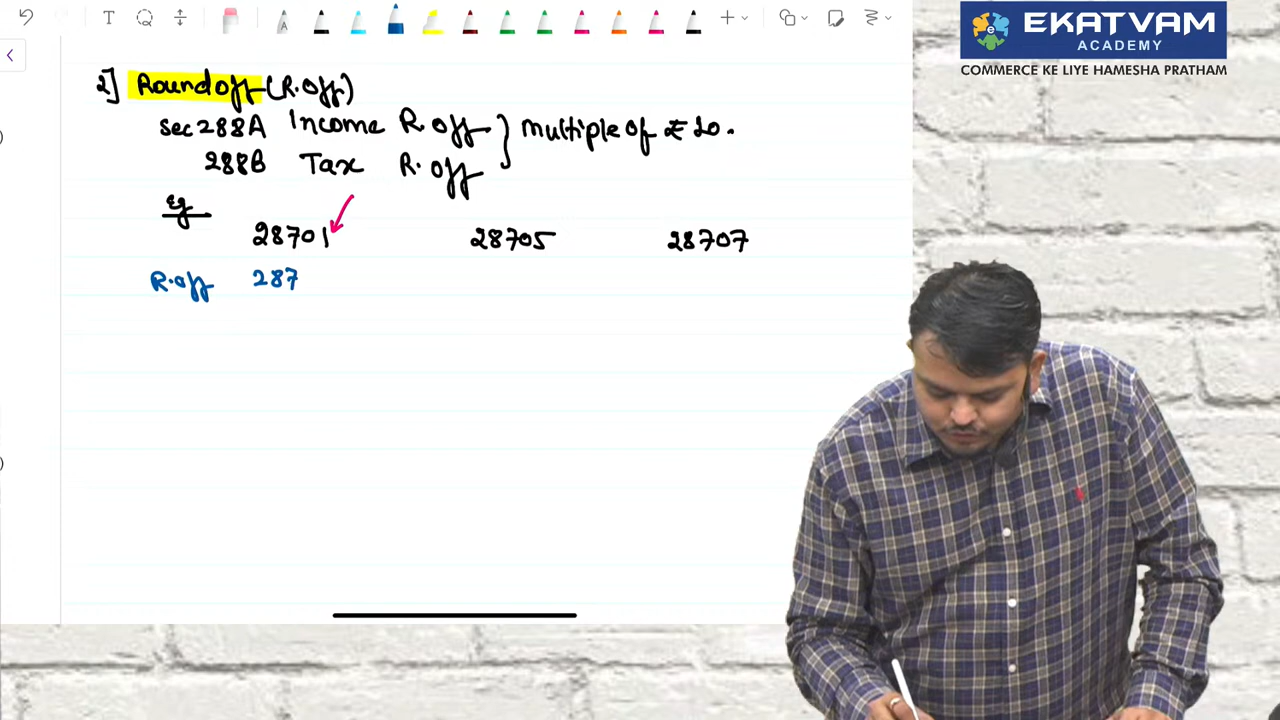 EKATVAM
ACADEMY
COMMERCE KE LIYE HAMESHA PRATHAM
2] Roundoff (R.off)
Sec 288A Income R.off } multiple of ₹ 10.
288B Tax R.off
Eg
28701 28705 28707
R.off 287